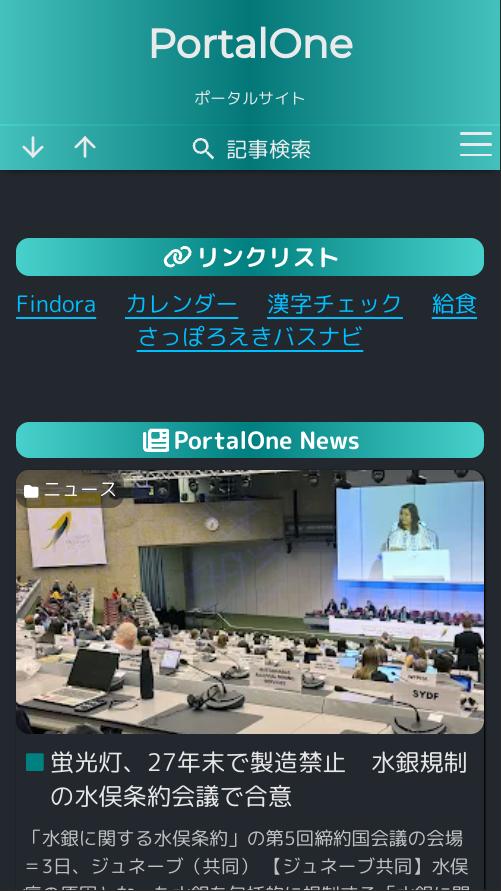 PortalOne
ポータルサイト
記事検索
リンクリスト
Findora カレンダー 漢字チェック 給食
さっぽろえきバスナビ
PortalOne News
ニュース
SYDF
蛍光灯、27年末で製造禁止　水銀規制
の水俣条約会議で合意
「水銀に関する水俣条約」の第5回締約国会議の会場
＝3日、ジュネーブ（共同）【ジュネーブ共同】水俣